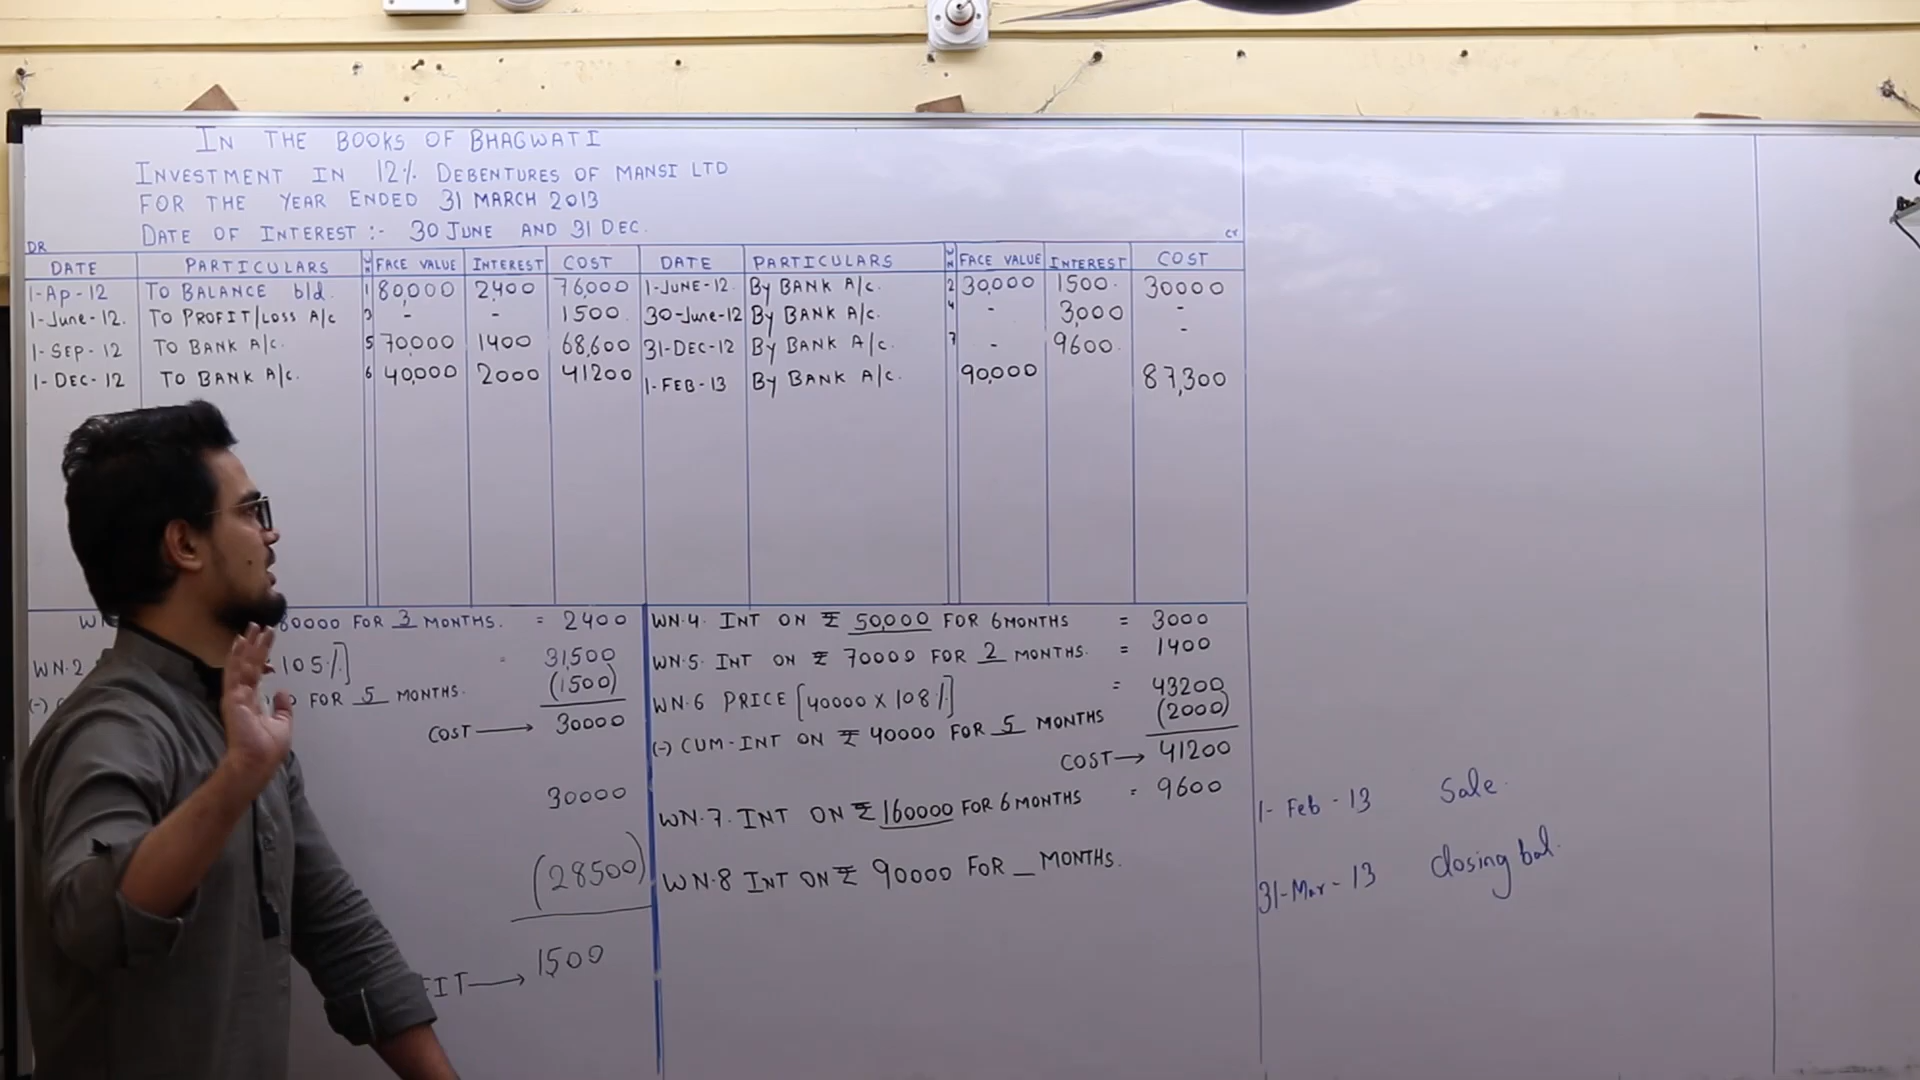 IN THE BOOKS OF BHAGWATI
INVESTMENT IN 12% DEBENTURES OF MANSI LTD
FOR THE YEAR ENDED 31 MARCH 2013
DATE OF INTEREST :- 30 JUNE AND 31 DEC.
DR Cr
DATE PARTICULARS WN FACE VALUE INTEREST COST DATE PARTICULARS WN FACE VALUE INTEREST COST
1-Ap-12 TO BALANCE b/d. 1 80,000 2,400 76,000 1-JUNE-12. By BANK A/c. 2 30,000 1500. 30000
1-June-12. TO PROFIT/LOSS A/c 3 - - 1500. 30-June-12 By BANK A/c. 4 - 3,000 -
1-SEP-12 TO BANK A/c. 5 70,000 1400 68,600 31-DEC-12 By BANK A/c. 7 - 9600. -
1-DEC-12 TO BANK A/c. 6 40,000 2000 41200 1-FEB-13 By BANK A/c. 90,000 87,300
80000 FOR 3 MONTHS. = 2400
WN.2 105%] 31,500
(-) FOR 5 MONTHS. (1500)
COST → 30000
30000
(28500)
→ 1500
WN.4. INT ON ₹ 50,000 FOR 6 MONTHS = 3000
WN.5. INT ON ₹ 70000 FOR 2 MONTHS. = 1400
WN.6 PRICE [40000 X 108%] = 43200
(-) CUM-INT ON ₹ 40000 FOR 5 MONTHS (2000)
COST → 41200
WN.7. INT ON ₹ 160000 FOR 6 MONTHS = 9600
WN.8 INT ON ₹ 90000 FOR _ MONTHS.
1-Feb-13 Sale.
31-Mar-13 Closing bal.